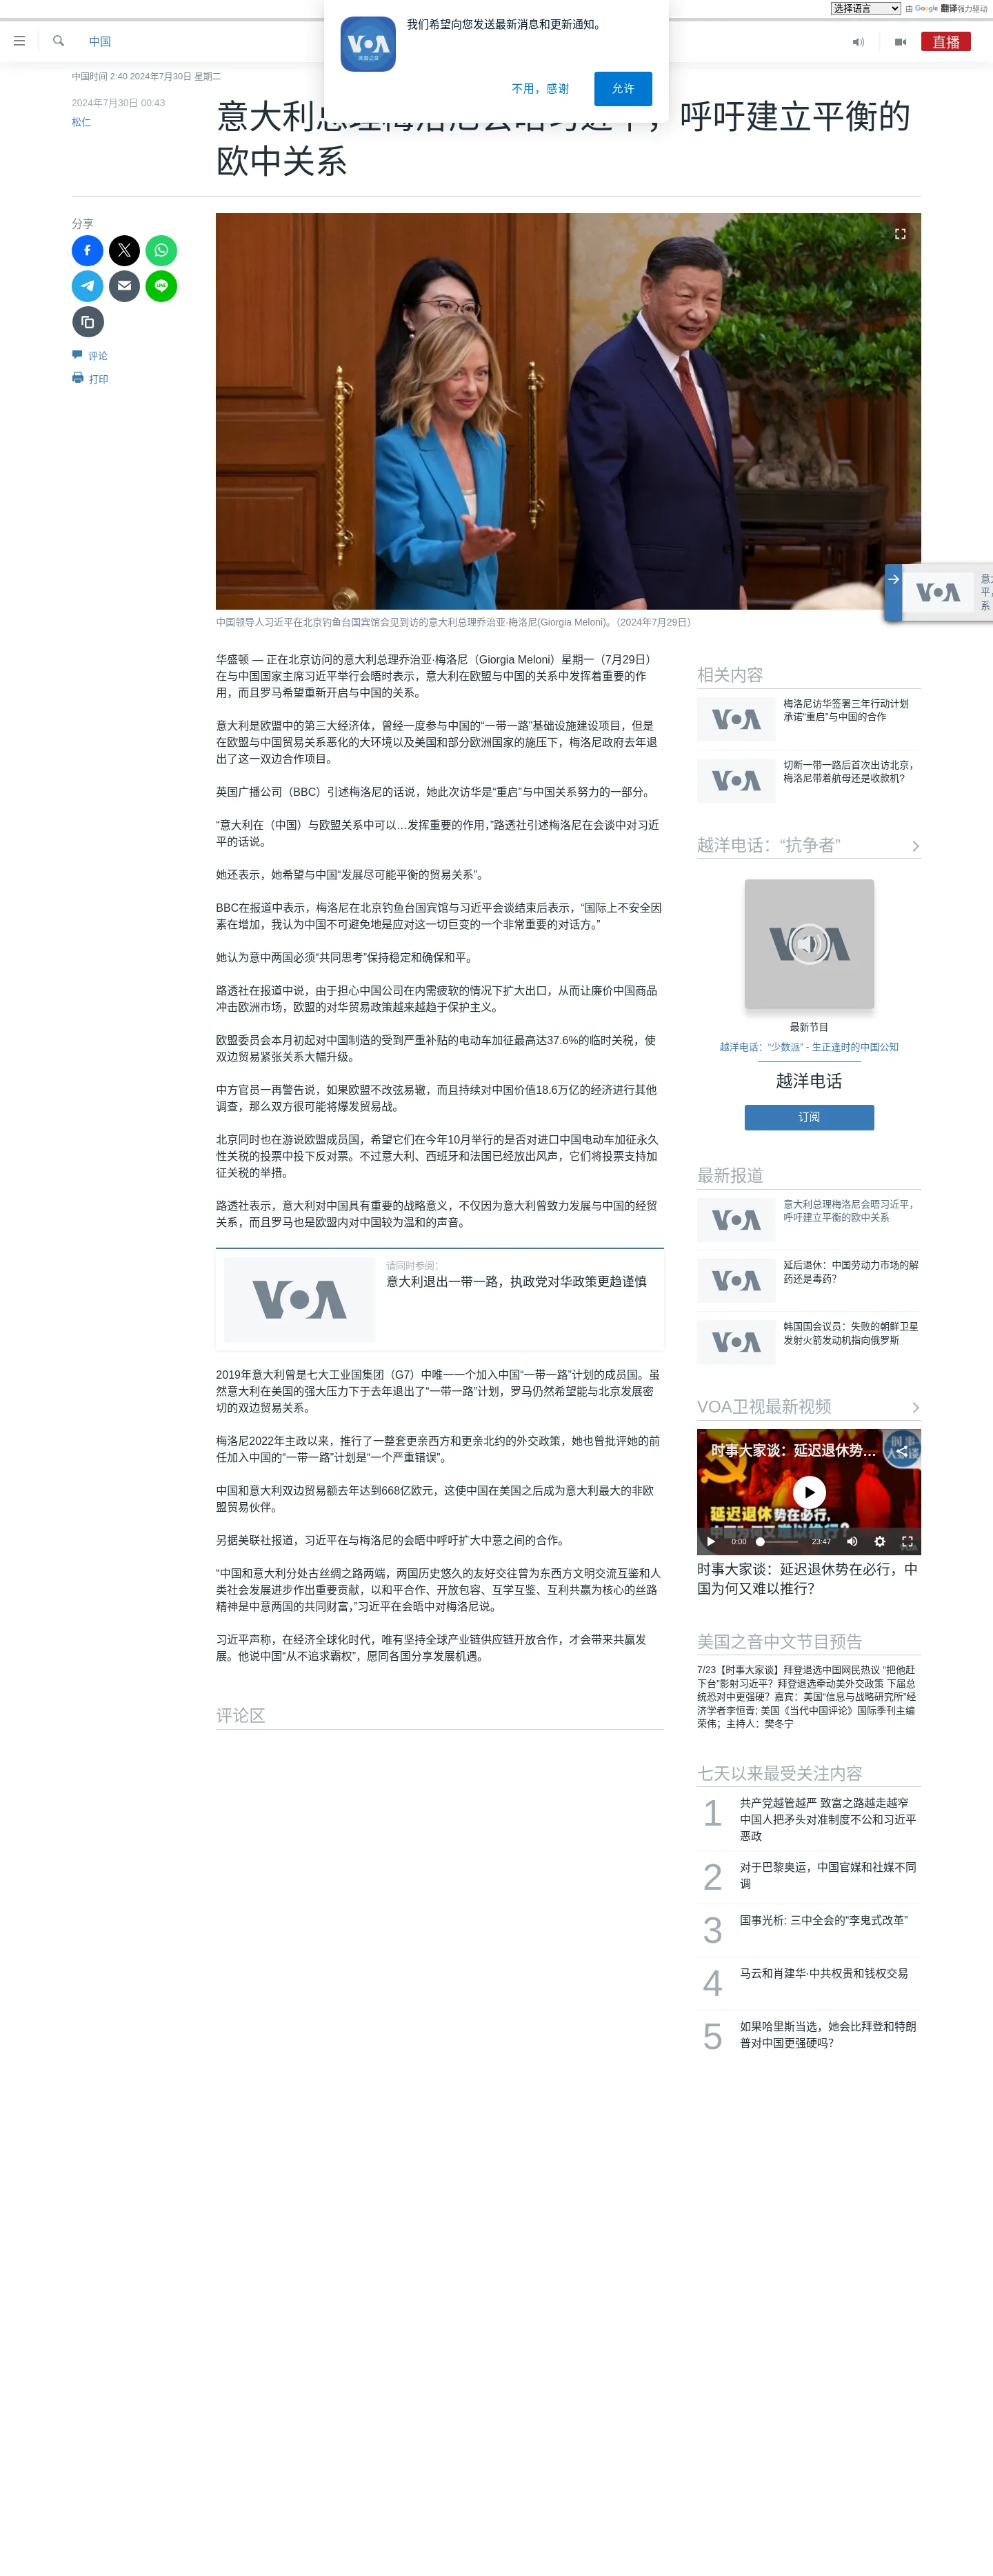 选择语言
由 Google 翻译强力驱动
我们希望向您发送最新消息和更新通知。
VOA
美国之音
不用，感谢
允许
中国
直播
中国时间 2:40 2024年7月30日 星期二
2024年7月30日 00:43
松仁
呼吁建立平衡的
欧中关系
分享
评论
打印
中国领导人习近平在北京钓鱼台国宾馆会见到访的意大利总理乔治亚·梅洛尼(Giorgia Meloni)。（2024年7月29日）
华盛顿 — 正在北京访问的意大利总理乔治亚·梅洛尼（Giorgia Meloni）星期一（7月29日）
在与中国国家主席习近平举行会晤时表示，意大利在欧盟与中国的关系中发挥着重要的作
用，而且罗马希望重新开启与中国的关系。
意大利是欧盟中的第三大经济体，曾经一度参与中国的“一带一路”基础设施建设项目，但是
在欧盟与中国贸易关系恶化的大环境以及美国和部分欧洲国家的施压下，梅洛尼政府去年退
出了这一双边合作项目。
英国广播公司（BBC）引述梅洛尼的话说，她此次访华是“重启”与中国关系努力的一部分。
“意大利在（中国）与欧盟关系中可以…发挥重要的作用，”路透社引述梅洛尼在会谈中对习近
平的话说。
她还表示，她希望与中国“发展尽可能平衡的贸易关系”。
BBC在报道中表示，梅洛尼在北京钓鱼台国宾馆与习近平会谈结束后表示，“国际上不安全因
素在增加，我认为中国不可避免地是应对这一切巨变的一个非常重要的对话方。”
她认为意中两国必须“共同思考”保持稳定和确保和平。
路透社在报道中说，由于担心中国公司在内需疲软的情况下扩大出口，从而让廉价中国商品
冲击欧洲市场，欧盟的对华贸易政策越来越趋于保护主义。
欧盟委员会本月初起对中国制造的受到严重补贴的电动车加征最高达37.6%的临时关税，使
双边贸易紧张关系大幅升级。
中方官员一再警告说，如果欧盟不改弦易辙，而且持续对中国价值18.6万亿的经济进行其他
调查，那么双方很可能将爆发贸易战。
北京同时也在游说欧盟成员国，希望它们在今年10月举行的是否对进口中国电动车加征永久
性关税的投票中投下反对票。不过意大利、西班牙和法国已经放出风声，它们将投票支持加
征关税的举措。
路透社表示，意大利对中国具有重要的战略意义，不仅因为意大利曾致力发展与中国的经贸
关系，而且罗马也是欧盟内对中国较为温和的声音。
VOA
请同时参阅：
意大利退出一带一路，执政党对华政策更趋谨慎
2019年意大利曾是七大工业国集团（G7）中唯一一个加入中国“一带一路”计划的成员国。虽
然意大利在美国的强大压力下于去年退出了“一带一路”计划，罗马仍然希望能与北京发展密
切的双边贸易关系。
梅洛尼2022年主政以来，推行了一整套更亲西方和更亲北约的外交政策，她也曾批评她的前
任加入中国的“一带一路”计划是“一个严重错误”。
中国和意大利双边贸易额去年达到668亿欧元，这使中国在美国之后成为意大利最大的非欧
盟贸易伙伴。
另据美联社报道，习近平在与梅洛尼的会晤中呼吁扩大中意之间的合作。
“中国和意大利分处古丝绸之路两端，两国历史悠久的友好交往曾为东西方文明交流互鉴和人
类社会发展进步作出重要贡献，以和平合作、开放包容、互学互鉴、互利共赢为核心的丝路
精神是中意两国的共同财富，”习近平在会晤中对梅洛尼说。
习近平声称，在经济全球化时代，唯有坚持全球产业链供应链开放合作，才会带来共赢发
展。他说中国“从不追求霸权”，愿同各国分享发展机遇。
评论区
VOA
平，
系
相关内容
VOA
梅洛尼访华签署三年行动计划
承诺“重启”与中国的合作
VOA
切断一带一路后首次出访北京，
梅洛尼带着航母还是收款机?
越洋电话：“抗争者”
VOA
最新节目
越洋电话：“少数派” - 生正逢时的中国公知
越洋电话
订阅
最新报道
VOA
意大利总理梅洛尼会晤习近平，
呼吁建立平衡的欧中关系
VOA
延后退休：中国劳动力市场的解
药还是毒药？
VOA
韩国国会议员：失败的朝鲜卫星
发射火箭发动机指向俄罗斯
VOA卫视最新视频
时事大家谈：延迟退休势...
延迟退休势在必行，
0:00
23:47
时事大家谈：延迟退休势在必行，中
国为何又难以推行？
美国之音中文节目预告
7/23【时事大家谈】拜登退选中国网民热议 “把他赶
下台”影射习近平？拜登退选牵动美外交政策 下届总
统恐对中更强硬？嘉宾：美国“信息与战略研究所”经
济学者李恒青; 美国《当代中国评论》国际季刊主编
荣伟；主持人：樊冬宁
七天以来最受关注内容
1
共产党越管越严 致富之路越走越窄
中国人把矛头对准制度不公和习近平
恶政
2
对于巴黎奥运，中国官媒和社媒不同
调
3
国事光析: 三中全会的“李鬼式改革”
4
马云和肖建华·中共权贵和钱权交易
5
如果哈里斯当选，她会比拜登和特朗
普对中国更强硬吗？